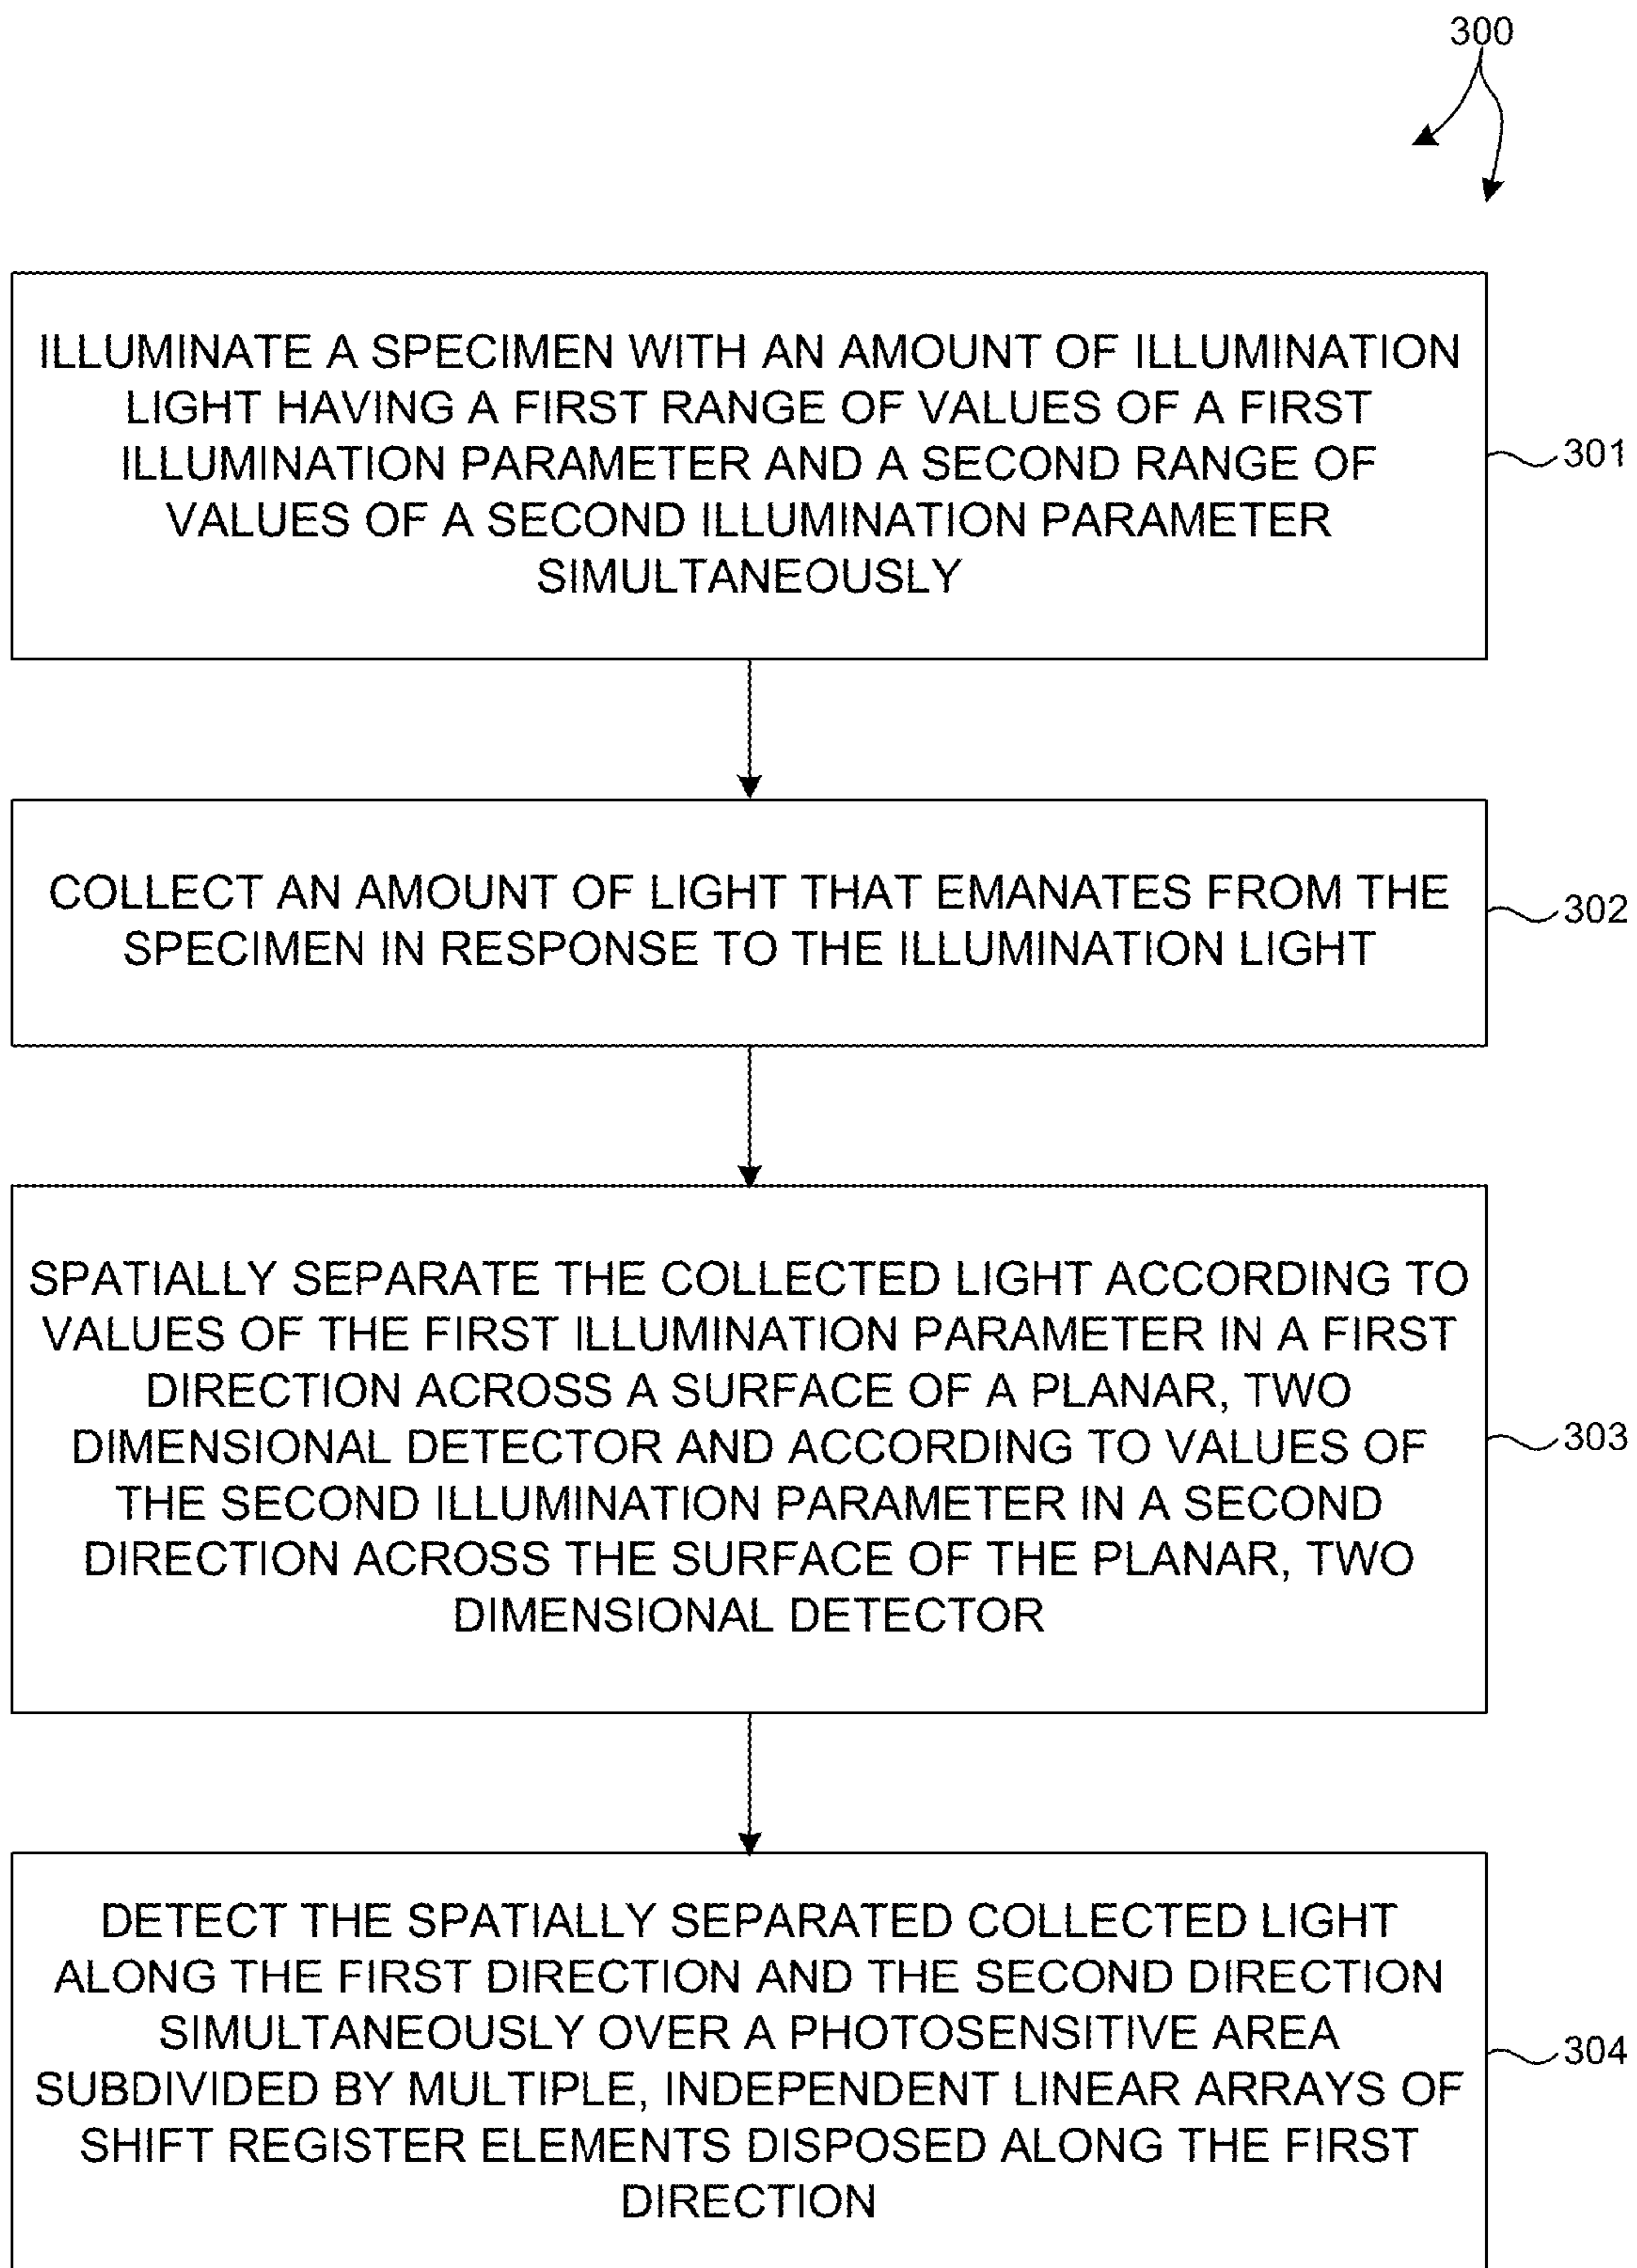 300
ILLUMINATE A SPECIMEN WITH AN AMOUNT OF ILLUMINATION
LIGHT HAVING A FIRST RANGE OF VALUES OF A FIRST
ILLUMINATION PARAMETER AND A SECOND RANGE OF
VALUES OF A SECOND ILLUMINATION PARAMETER
SIMULTANEOUSLY
301
COLLECT AN AMOUNT OF LIGHT THAT EMANATES FROM THE
SPECIMEN IN RESPONSE TO THE ILLUMINATION LIGHT
302
SPATIALLY SEPARATE THE COLLECTED LIGHT ACCORDING TO
VALUES OF THE FIRST ILLUMINATION PARAMETER IN A FIRST
DIRECTION ACROSS A SURFACE OF A PLANAR, TWO
DIMENSIONAL DETECTOR AND ACCORDING TO VALUES OF
THE SECOND ILLUMINATION PARAMETER IN A SECOND
DIRECTION ACROSS THE SURFACE OF THE PLANAR, TWO
DIMENSIONAL DETECTOR
303
DETECT THE SPATIALLY SEPARATED COLLECTED LIGHT
ALONG THE FIRST DIRECTION AND THE SECOND DIRECTION
SIMULTANEOUSLY OVER A PHOTOSENSITIVE AREA
SUBDIVIDED BY MULTIPLE, INDEPENDENT LINEAR ARRAYS OF
SHIFT REGISTER ELEMENTS DISPOSED ALONG THE FIRST
DIRECTION
304